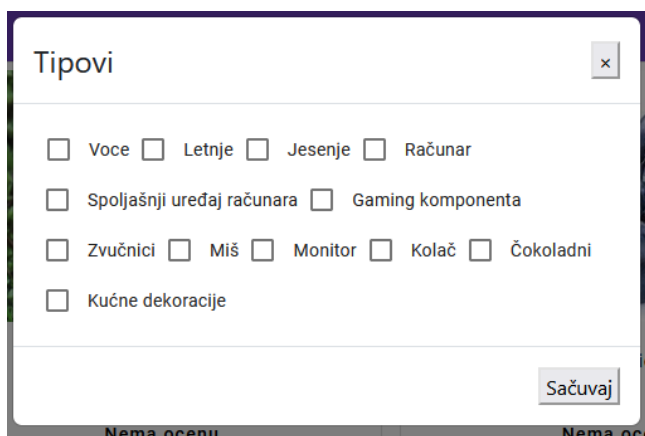 Tipovi
×
Voce Letnje Jesenje Računar
Spoljašnji uređaj računara Gaming komponenta
Zvučnici Miš Monitor Kolač Čokoladni
Kućne dekoracije
Sačuvaj
Nema ocenu
Nema